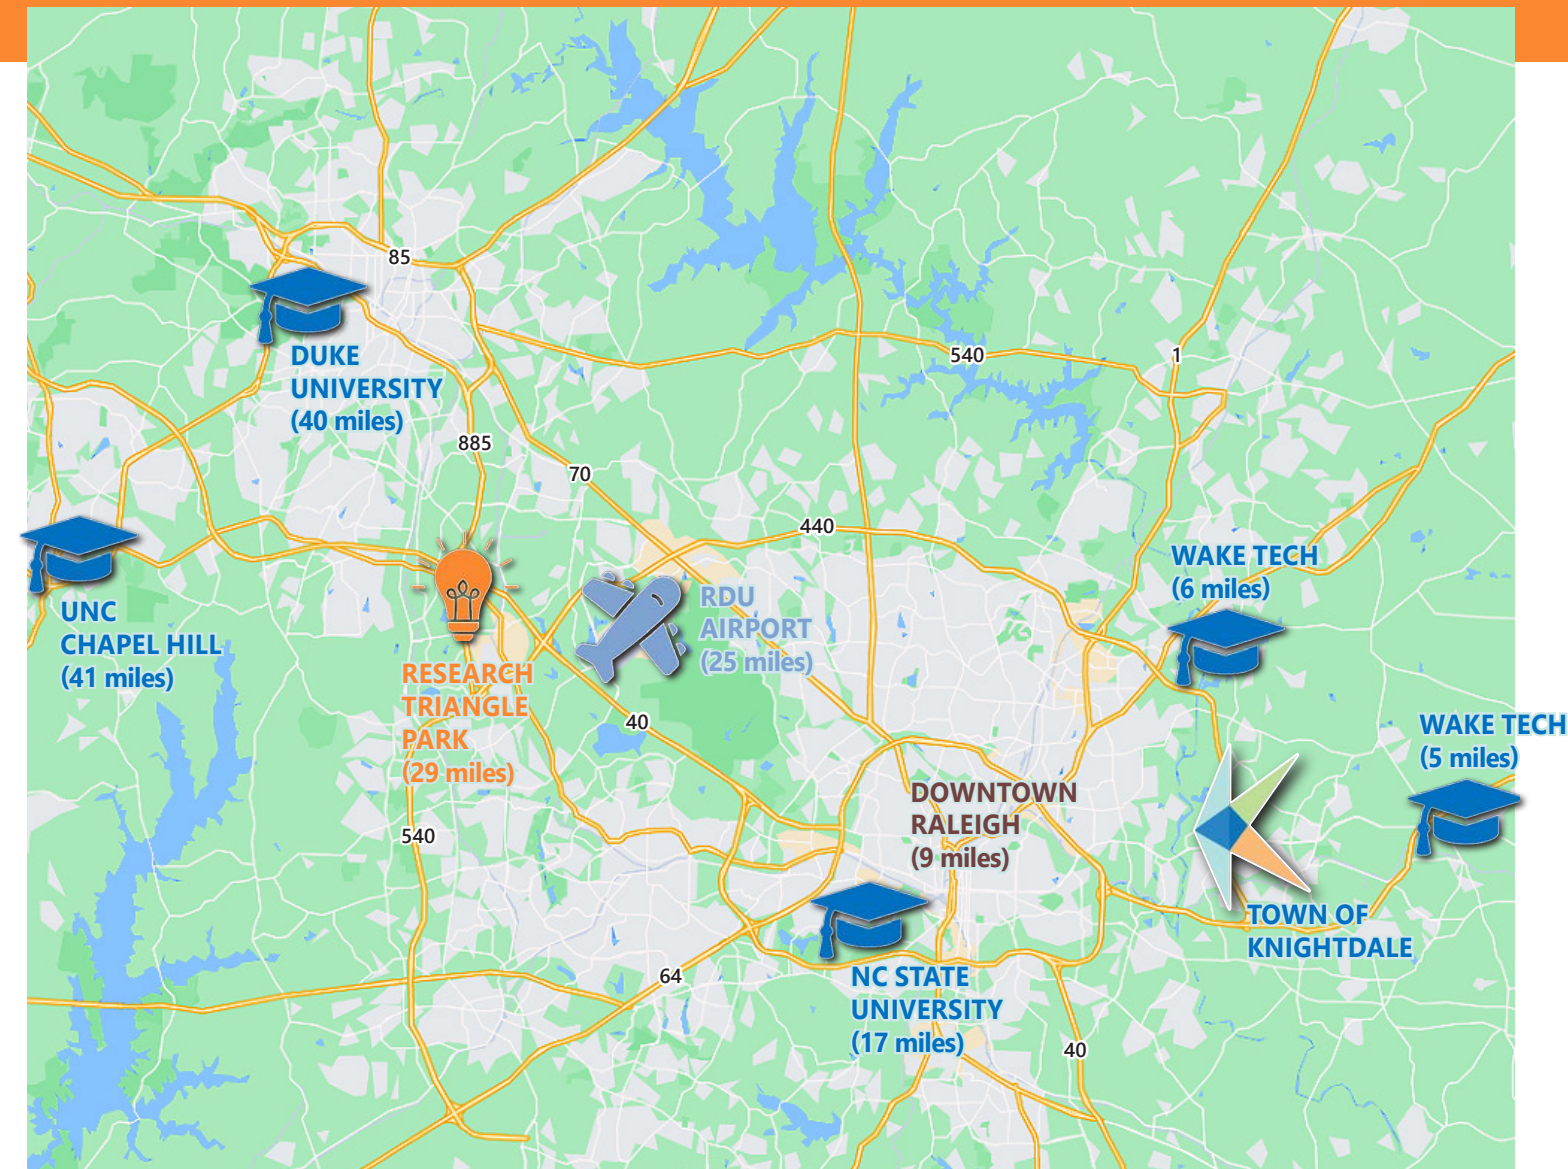 85
DUKE
UNIVERSITY
(40 miles)
540
1
885
70
440
WAKE TECH
(6 miles)
UNC
CHAPEL HILL
(41 miles)
RDU
AIRPORT
(25 miles)
RESEARCH
TRIANGLE
PARK
(29 miles)
40
WAKE TECH
(5 miles)
DOWNTOWN
RALEIGH
(9 miles)
540
TOWN OF
KNIGHTDALE
64
NC STATE
UNIVERSITY
(17 miles)
40